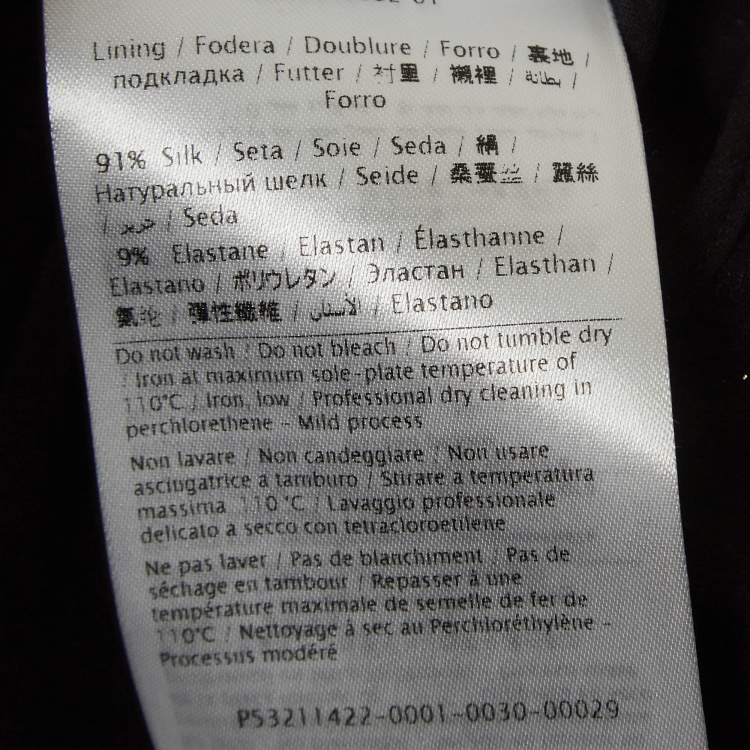 Lining / Fodera / Doublure / Forro / 裏地 /
подкладка / Futter / 衬里 / 襯裡 / بطانة /
Forro
91% Silk / Seta / Soie / Seda / 絹 /
Натуральный шелк / Seide / 桑蚕丝 / 蠶絲
/ حرير / Seda
9% Elastane / Elastan / Élasthanne /
Elastano / ポリウレタン / Эластан / Elasthan /
氨纶 / 彈性纖維 / الأستان / Elastano
Do not wash / Do not bleach / Do not tumble dry
/ Iron at maximum sole-plate temperature of
110°C / Iron, low / Professional dry cleaning in
perchlorethene - Mild process
Non lavare / Non candeggiare / Non usare
asciugatrice a tamburo / Stirare a temperatura
massima 110 °C / Lavaggio professionale
delicato a secco con tetracloroetilene
Ne pas laver / Pas de blanchiment / Pas de
séchage en tambour / Repasser à une
température maximale de semelle de fer de
110°C / Nettoyage à sec au Perchloréthylène -
Processus modéré
PS3211422-0001-0030-00029